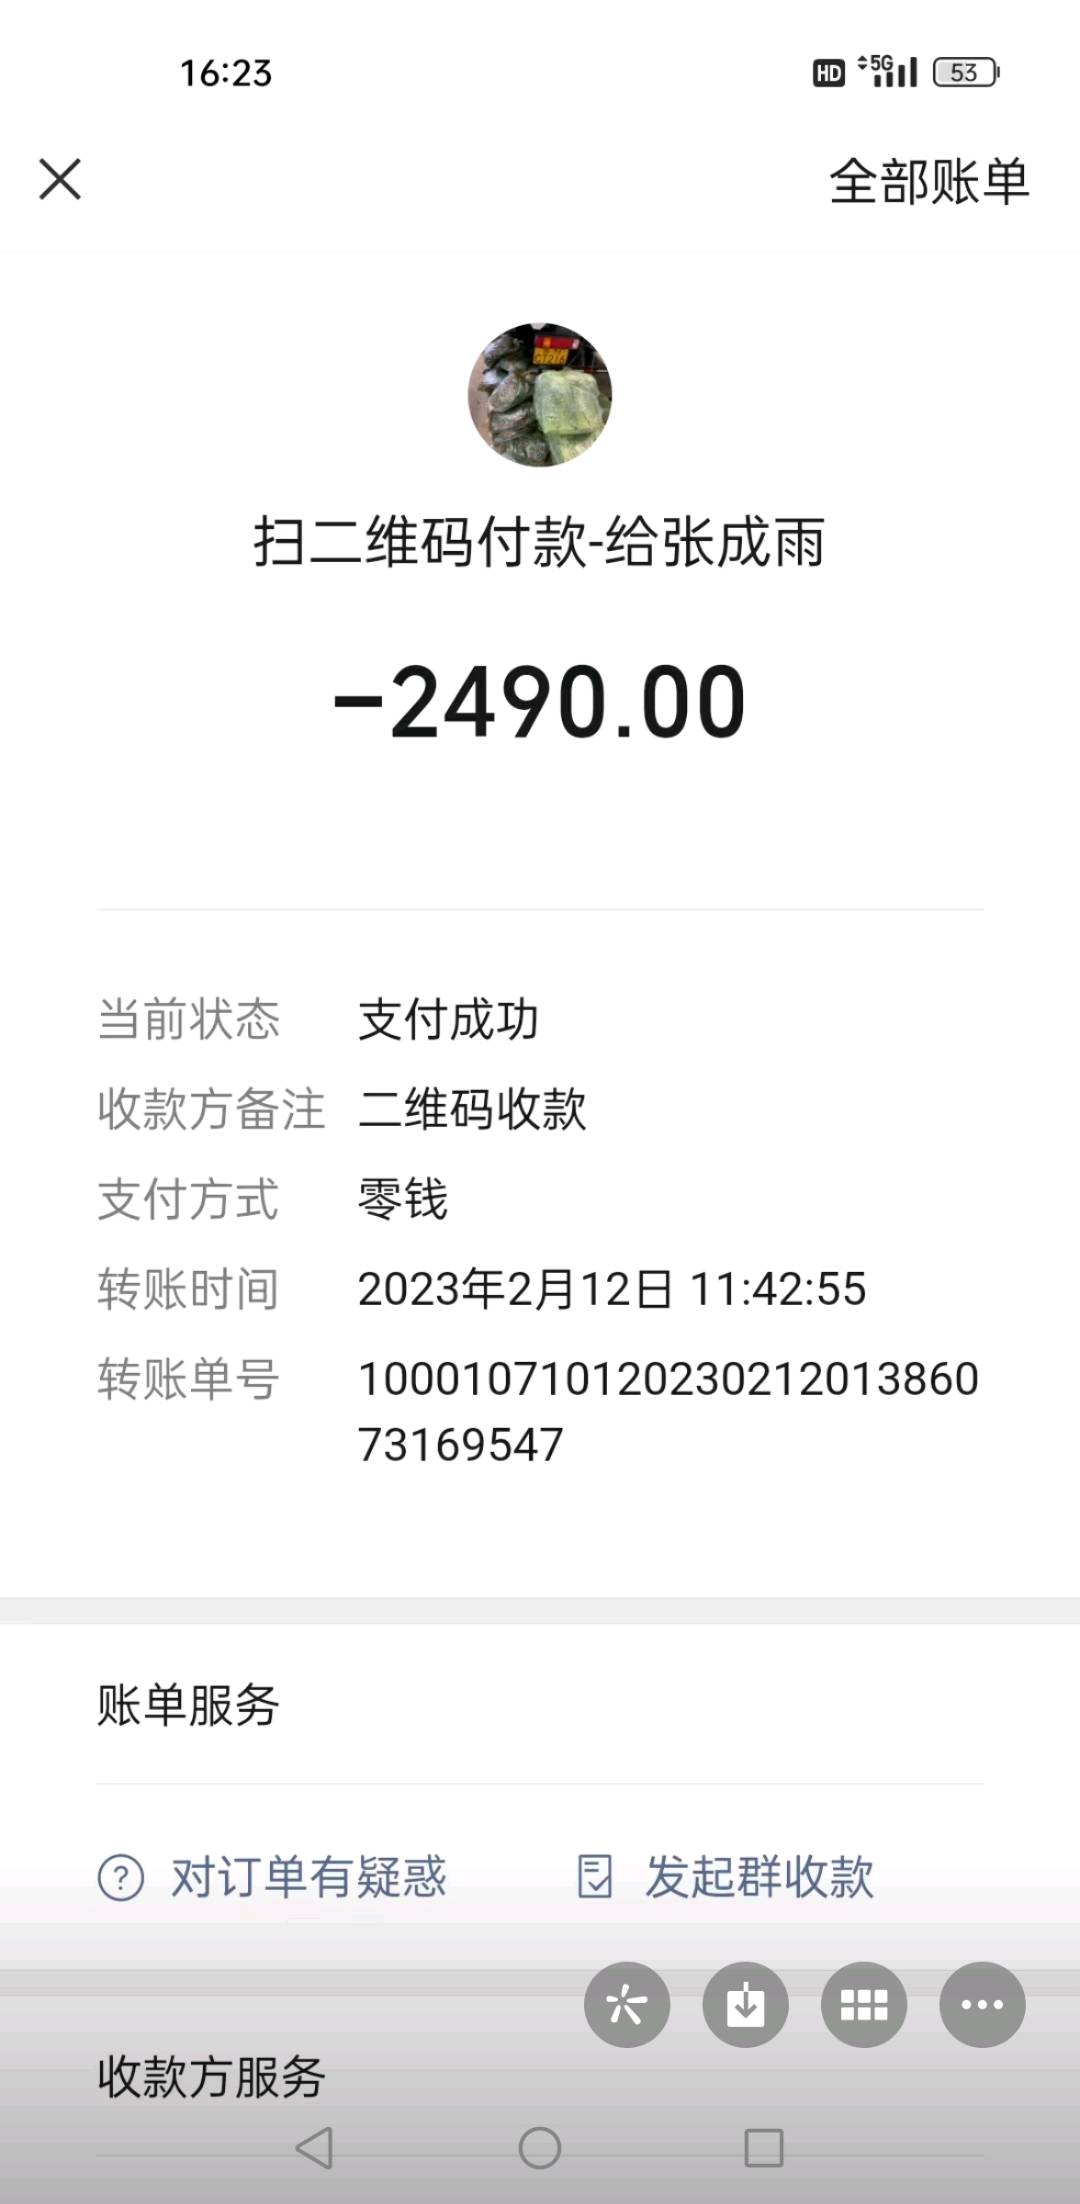 16:23
HD 5G 53
全部账单
扫二维码付款-给张成雨
-2490.00
当前状态 支付成功
收款方备注 二维码收款
支付方式 零钱
转账时间 2023年2月12日 11:42:55
转账单号 100010710120230212013860
73169547
账单服务
对订单有疑惑 发起群收款
收款方服务